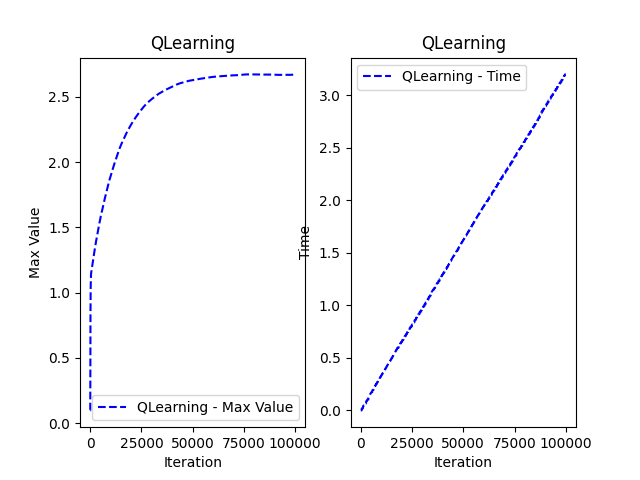 QLearning
Max Value
2.5
2.0
1.5
1.0
0.5
0.0
QLearning - Max Value
0
25000
50000
75000
100000
Iteration
QLearning
QLearning - Time
Time
3.0
2.5
2.0
1.5
1.0
0.5
0.0
0
25000
50000
75000
100000
Iteration